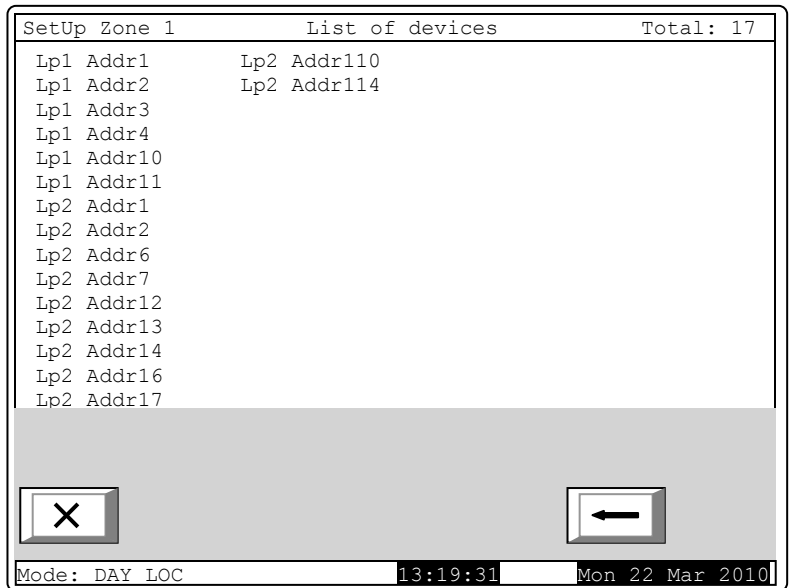 SetUp Zone 1 List of devices Total: 17
Lp1 Addr1 Lp2 Addr110
Lp1 Addr2 Lp2 Addr114
Lp1 Addr3
Lp1 Addr4
Lp1 Addr10
Lp1 Addr11
Lp2 Addr1
Lp2 Addr2
Lp2 Addr6
Lp2 Addr7
Lp2 Addr12
Lp2 Addr13
Lp2 Addr14
Lp2 Addr16
Lp2 Addr17
Mode: DAY LOC 13:19:31 Mon 22 Mar 2010